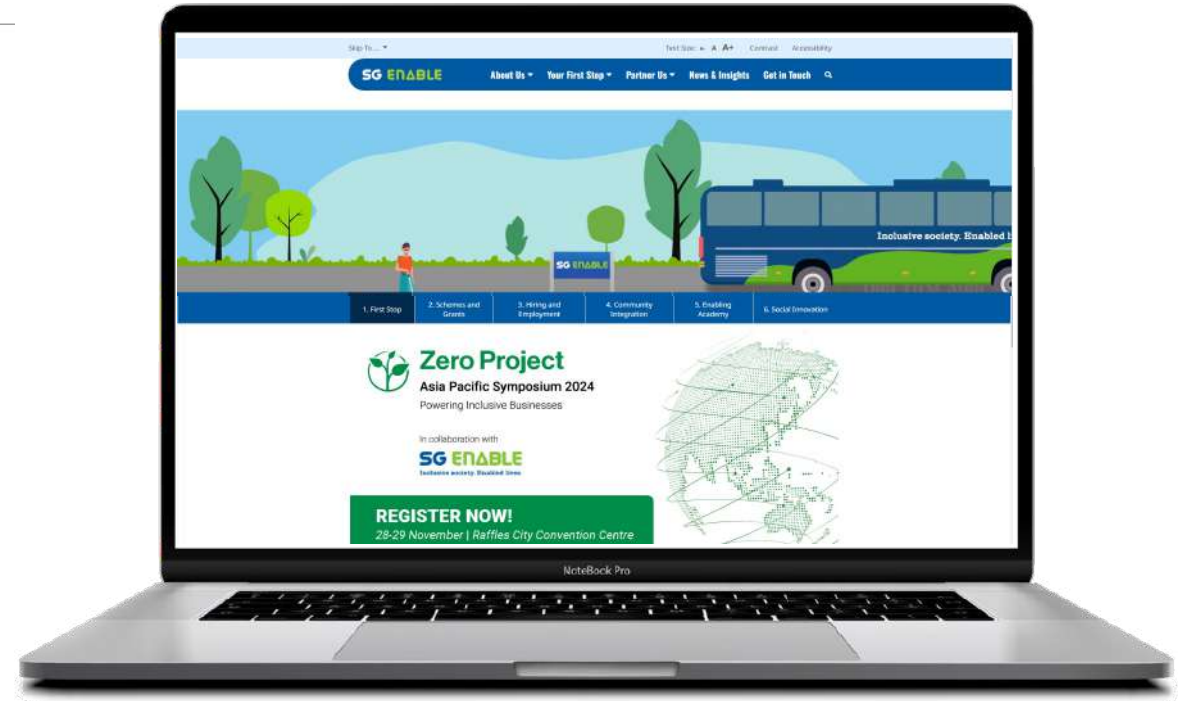 Skip To ...
Text Size: A- A A+ Contrast Accessibility
SG ENABLE About Us Your First Stop Partner Us News & Insights Get in Touch
Inclusive society. Enabled l
SG ENABLE
1. First Stop
2. Schemes and
Grants
3. Hiring and
Employment
4. Community
Integration
5. Enabling
Academy
6. Social Innovation
Zero Project
Asia Pacific Symposium 2024
Powering Inclusive Businesses
In collaboration with
SG ENABLE
Inclusive society. Enabled lives
REGISTER NOW!
28-29 November | Raffles City Convention Centre
NoteBook Pro